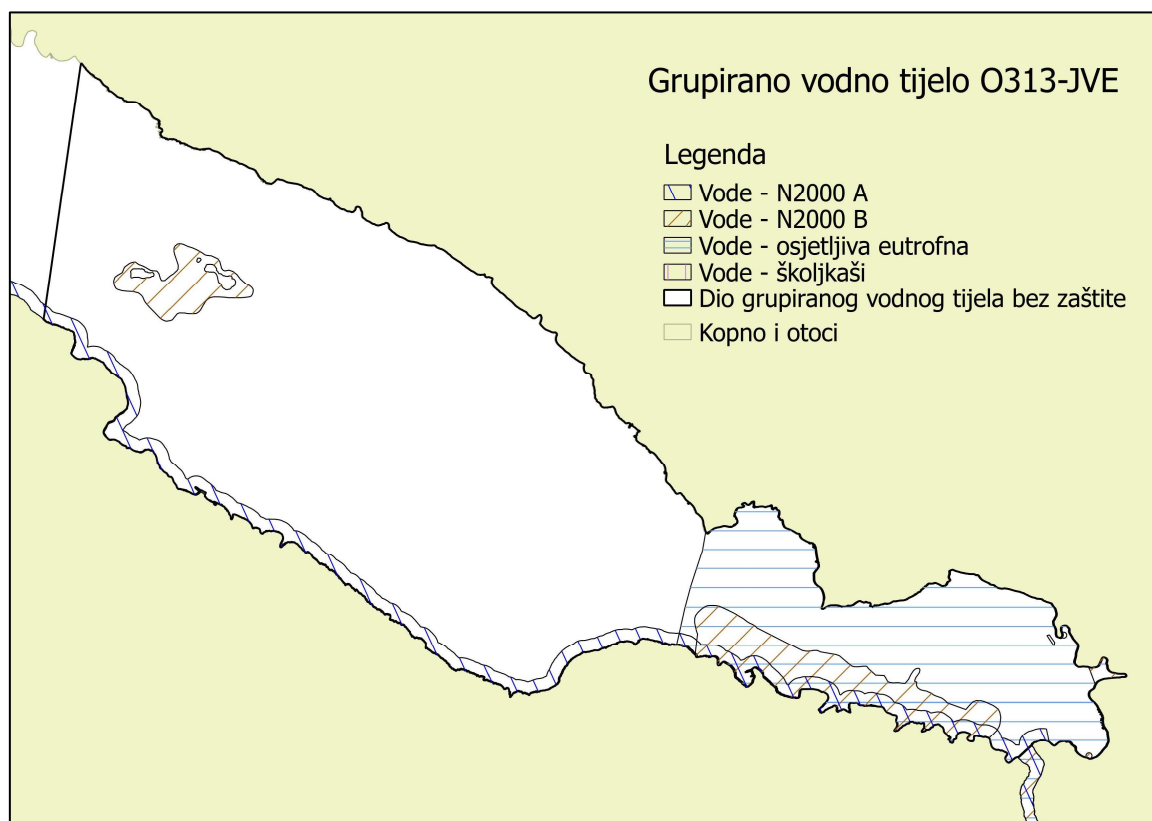 Grupirano vodno tijelo O313-JVE
Legenda
Vode - N2000 A
Vode - N2000 B
Vode - osjetljiva eutrofna
Vode - školjkaši
Dio grupiranog vodnog tijela bez zaštite
Kopno i otoci